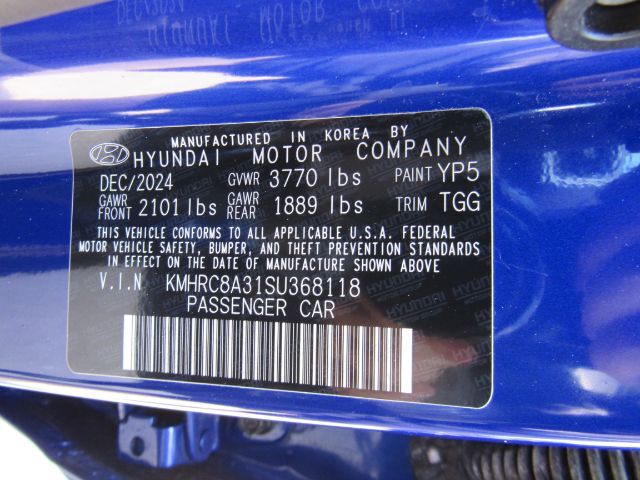 MANUFACTURED IN KOREA BY
HYUNDAI MOTOR COMPANY
DEC/2024 GVWR 3770 lbs PAINT YP5
GAWR FRONT 2101 lbs GAWR REAR 1889 lbs TRIM TGG
THIS VEHICLE CONFORMS TO ALL APPLICABLE U.S.A. FEDERAL
MOTOR VEHICLE SAFETY, BUMPER, AND THEFT PREVENTION STANDARDS
IN EFFECT ON THE DATE OF MANUFACTURE SHOWN ABOVE
V.I.N. KMHRC8A31SU368118
PASSENGER CAR